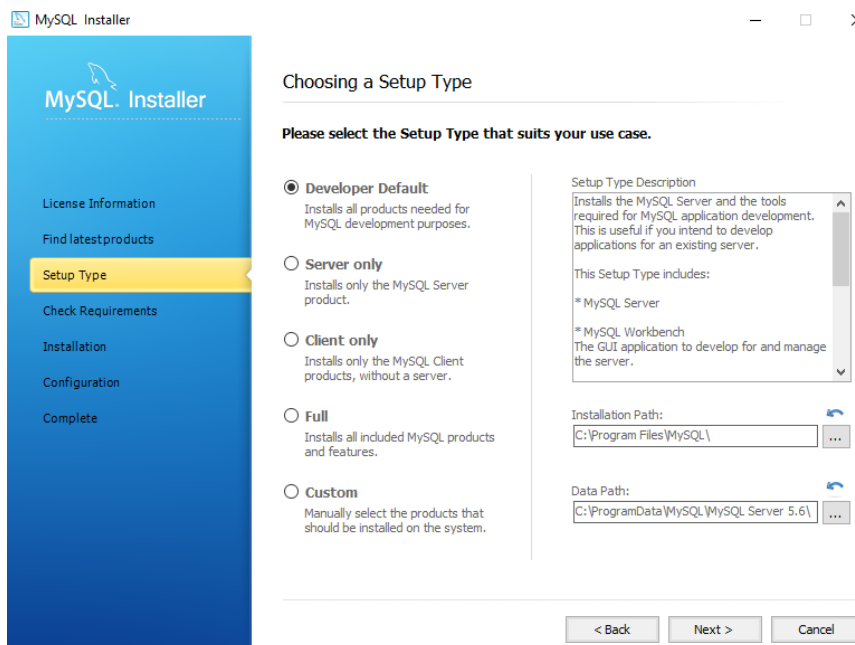 MySQL Installer
MySQL. Installer
License Information
Find latest products
Setup Type
Check Requirements
Installation
Configuration
Complete
Choosing a Setup Type
Please select the Setup Type that suits your use case.
Developer Default
Installs all products needed for
MySQL development purposes.
Server only
Installs only the MySQL Server
product.
Client only
Installs only the MySQL Client
products, without a server.
Full
Installs all included MySQL products
and features.
Custom
Manually select the products that
should be installed on the system.
Setup Type Description
Installs the MySQL Server and the tools
required for MySQL application development.
This is useful if you intend to develop
applications for an existing server.
This Setup Type includes:
* MySQL Server
* MySQL Workbench
The GUI application to develop for and manage
the server.
Installation Path:
C:\Program Files\MySQL\
...
Data Path:
C:\ProgramData\MySQL\MySQL Server 5.6\
...
< Back
Next >
Cancel